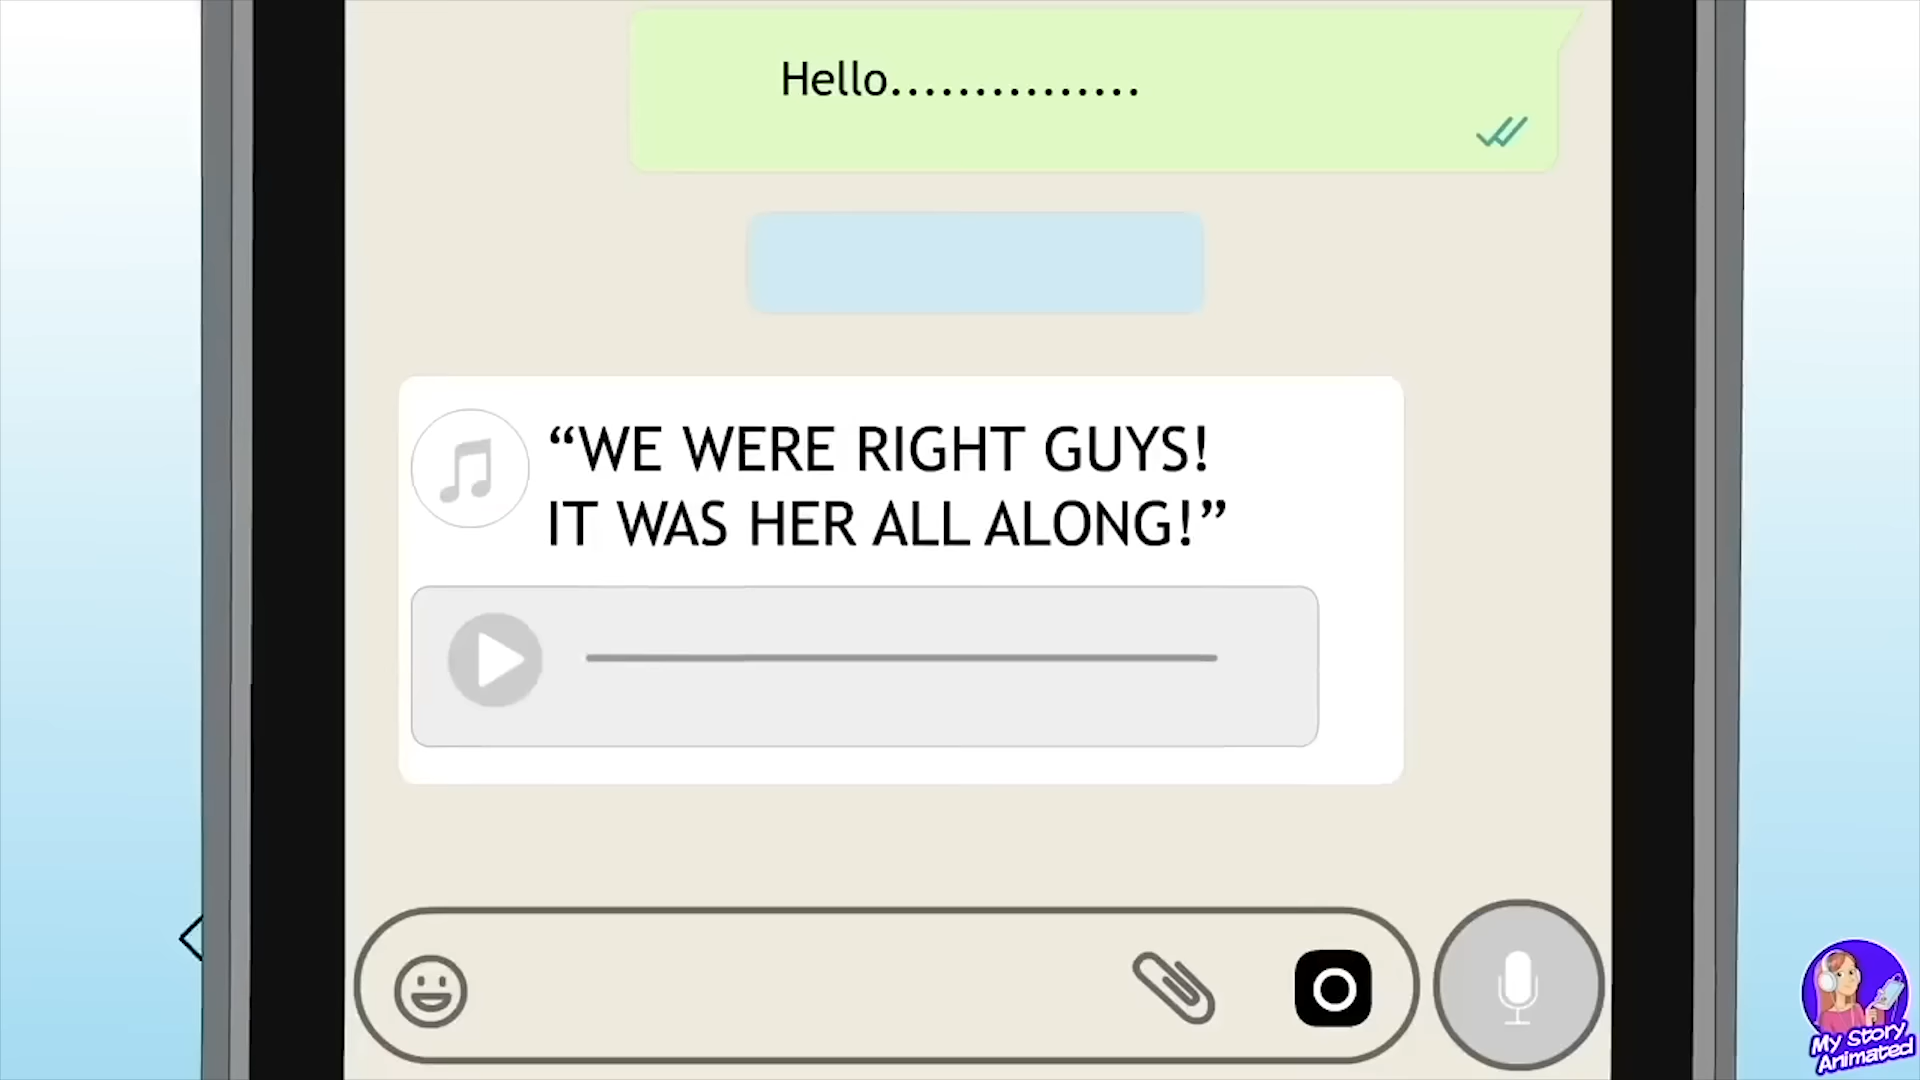 Hello...............
“WE WERE RIGHT GUYS!
IT WAS HER ALL ALONG!”
My Story
Animated